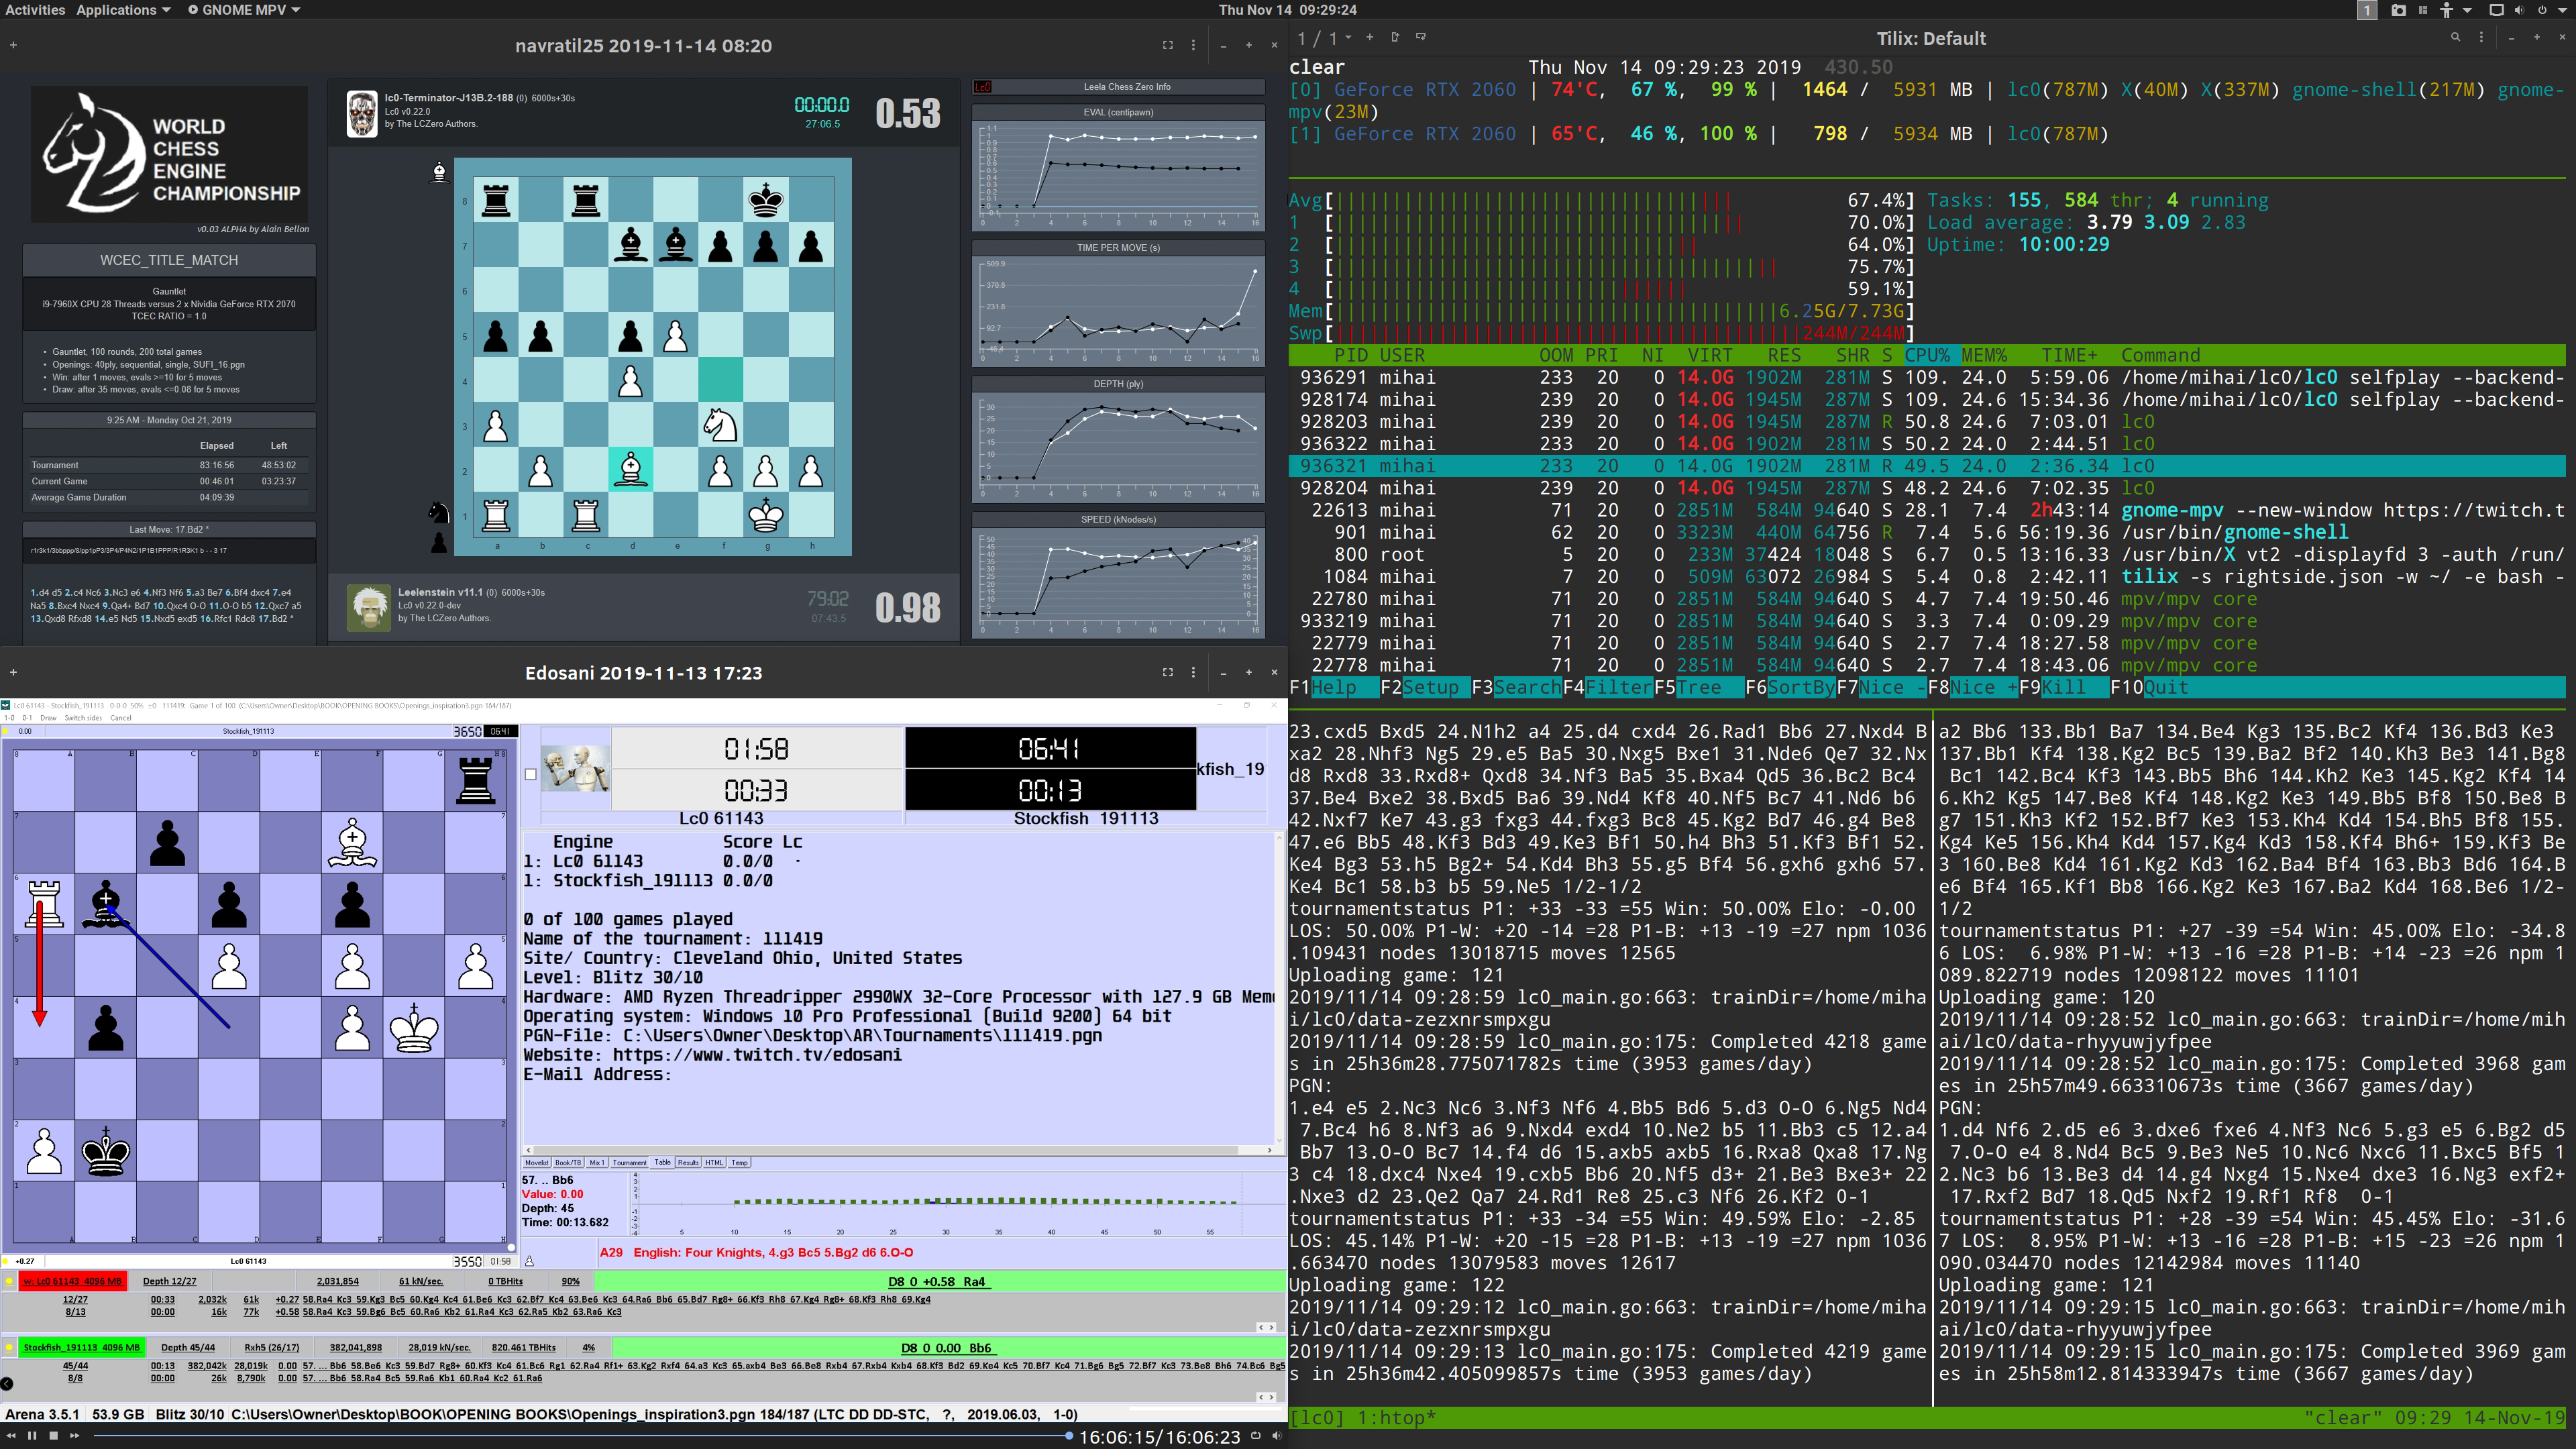 Activities Applications GNOME MPV Thu Nov 14 09:29:24 1
navratil25 2019-11-14 08:20
WORLD
CHESS
ENGINE
CHAMPIONSHIP
v0.03 ALPHA by Alain Bellon
WCEC_TITLE_MATCH
Gauntlet
i9-7960X CPU 28 Threads versus 2 x Nividia GeForce RTX 2070
TCEC RATIO = 1.0
• Gauntlet, 100 rounds, 200 total games
• Openings: 40ply, sequential, single, SUFI_16.pgn
• Win: after 1 moves, evals >=10 for 5 moves
• Draw: after 35 moves, evals <=0.08 for 5 moves
9:25 AM - Monday Oct 21, 2019
Elapsed Left
Tournament 83:16:56 48:53:02
Current Game 00:46:01 03:23:37
Average Game Duration 04:09:39
Last Move: 17.Bd2 *
r1r3k1/3bbppp/8/pp1pP3/3P4/P4N2/1P1B1PPP/R1R3K1 b - - 3 17
1.d4 d5 2.c4 Nc6 3.Nc3 e6 4.Nf3 Nf6 5.a3 Be7 6.Bf4 dxc4 7.e4
Na5 8.Bxc4 Nxc4 9.Qa4+ Bd7 10.Qxc4 O-O 11.O-O b5 12.Qxc7 a5
13.Qxd8 Rfxd8 14.e5 Nd5 15.Nxd5 exd5 16.Rfc1 Rdc8 17.Bd2 *
lc0-Terminator-J13B.2-188 (0) 6000s+30s
Lc0 v0.22.0
by The LCZero Authors.
00:00.0
27:06.5
0.53
8
7
6
5
4
3
2
1
a b c d e f g h
Leelenstein v11.1 (0) 6000s+30s
Lc0 v0.22.0-dev
by The LCZero Authors.
79:02
07:43.5
0.98
Lc0 Leela Chess Zero Info
EVAL (centipawn)
TIME PER MOVE (s)
DEPTH (ply)
SPEED (kNodes/s)
1 / 1 Tilix: Default
clear Thu Nov 14 09:29:23 2019 430.50
[0] GeForce RTX 2060 | 74'C, 67 %, 99 % | 1464 / 5931 MB | lc0(787M) X(40M) X(337M) gnome-shell(217M) gnome-
mpv(23M)
[1] GeForce RTX 2060 | 65'C, 46 %, 100 % | 798 / 5934 MB | lc0(787M)
Avg[ 67.4%] Tasks: 155, 584 thr; 4 running
1 [ 70.0%] Load average: 3.79 3.09 2.83
2 [ 64.0%] Uptime: 10:00:29
3 [ 75.7%]
4 [ 59.1%]
Mem[ 6.25G/7.73G]
Swp[ 244M/244M]
PID USER OOM PRI NI VIRT RES SHR S CPU% MEM% TIME+ Command
936291 mihai 233 20 0 14.0G 1902M 281M S 109. 24.0 5:59.06 /home/mihai/lc0/lc0 selfplay --backend-
928174 mihai 239 20 0 14.0G 1945M 287M S 109. 24.6 15:34.36 /home/mihai/lc0/lc0 selfplay --backend-
928203 mihai 239 20 0 14.0G 1945M 287M R 50.8 24.6 7:03.01 lc0
936322 mihai 233 20 0 14.0G 1902M 281M S 50.2 24.0 2:44.51 lc0
936321 mihai 233 20 0 14.0G 1902M 281M R 49.5 24.0 2:36.34 lc0
928204 mihai 239 20 0 14.0G 1945M 287M S 48.2 24.6 7:02.35 lc0
22613 mihai 71 20 0 2851M 584M 94640 S 28.1 7.4 2h43:14 gnome-mpv --new-window https://twitch.t
901 mihai 62 20 0 3323M 440M 64756 R 7.4 5.6 56:19.36 /usr/bin/gnome-shell
800 root 5 20 0 233M 37424 18048 S 6.7 0.5 13:16.33 /usr/bin/X vt2 -displayfd 3 -auth /run/
1084 mihai 7 20 0 509M 63072 26984 S 5.4 0.8 2:42.11 tilix -s rightside.json -w ~/ -e bash -
22780 mihai 71 20 0 2851M 584M 94640 S 4.7 7.4 19:50.46 mpv/mpv core
933219 mihai 71 20 0 2851M 584M 94640 S 3.3 7.4 0:09.29 mpv/mpv core
22779 mihai 71 20 0 2851M 584M 94640 S 2.7 7.4 18:27.58 mpv/mpv core
22778 mihai 71 20 0 2851M 584M 94640 S 2.7 7.4 18:43.06 mpv/mpv core
F1Help F2Setup F3SearchF4FilterF5Tree F6SortByF7Nice -F8Nice +F9Kill F10Quit
23.cxd5 Bxd5 24.N1h2 a4 25.d4 cxd4 26.Rad1 Bb6 27.Nxd4 B
xa2 28.Nhf3 Ng5 29.e5 Ba5 30.Nxg5 Bxe1 31.Nde6 Qe7 32.Nx
d8 Rxd8 33.Rxd8+ Qxd8 34.Nf3 Ba5 35.Bxa4 Qd5 36.Bc2 Bc4
37.Be4 Bxe2 38.Bxd5 Ba6 39.Nd4 Kf8 40.Nf5 Bc7 41.Nd6 b6
42.Nxf7 Ke7 43.g3 fxg3 44.fxg3 Bc8 45.Kg2 Bd7 46.g4 Be8
47.e6 Bb5 48.Kf3 Bd3 49.Ke3 Bf1 50.h4 Bh3 51.Kf3 Bf1 52.
Ke4 Bg3 53.h5 Bg2+ 54.Kd4 Bh3 55.g5 Bf4 56.gxh6 gxh6 57.
Ke4 Bc1 58.b3 b5 59.Ne5 1/2-1/2
tournamentstatus P1: +33 -33 =55 Win: 50.00% Elo: -0.00
LOS: 50.00% P1-W: +20 -14 =28 P1-B: +13 -19 =27 npm 1036
.109431 nodes 13018715 moves 12565
Uploading game: 121
2019/11/14 09:28:59 lc0_main.go:663: trainDir=/home/miha
i/lc0/data-zezxnrsmpxgu
2019/11/14 09:28:59 lc0_main.go:175: Completed 4218 game
s in 25h36m28.775071782s time (3953 games/day)
PGN:
1.e4 e5 2.Nc3 Nc6 3.Nf3 Nf6 4.Bb5 Bd6 5.d3 O-O 6.Ng5 Nd4
7.Bc4 h6 8.Nf3 a6 9.Nxd4 exd4 10.Ne2 b5 11.Bb3 c5 12.a4
Bb7 13.O-O Bc7 14.f4 d6 15.axb5 axb5 16.Rxa8 Qxa8 17.Ng
3 c4 18.dxc4 Nxe4 19.cxb5 Bb6 20.Nf5 d3+ 21.Be3 Bxe3+ 22
.Nxe3 d2 23.Qe2 Qa7 24.Rd1 Re8 25.c3 Nf6 26.Kf2 0-1
tournamentstatus P1: +33 -34 =55 Win: 49.59% Elo: -2.85
LOS: 45.14% P1-W: +20 -15 =28 P1-B: +13 -19 =27 npm 1036
.663470 nodes 13079583 moves 12617
Uploading game: 122
2019/11/14 09:29:12 lc0_main.go:663: trainDir=/home/miha
i/lc0/data-zezxnrsmpxgu
2019/11/14 09:29:13 lc0_main.go:175: Completed 4219 game
s in 25h36m42.405099857s time (3953 games/day)
a2 Bb6 133.Bb1 Ba7 134.Be4 Kg3 135.Bc2 Kf4 136.Bd3 Ke3
137.Bb1 Kf4 138.Kg2 Bc5 139.Ba2 Bf2 140.Kh3 Be3 141.Bg8
Bc1 142.Bc4 Kf3 143.Bb5 Bh6 144.Kh2 Ke3 145.Kg2 Kf4 14
6.Kh2 Kg5 147.Be8 Kf4 148.Kg2 Ke3 149.Bb5 Bf8 150.Be8 B
g7 151.Kh3 Kf2 152.Bf7 Ke3 153.Kh4 Kd4 154.Bh5 Bf8 155.
Kg4 Ke5 156.Kh4 Kd4 157.Kg4 Kd3 158.Kf4 Bh6+ 159.Kf3 Be
3 160.Be8 Kd4 161.Kg2 Kd3 162.Ba4 Bf4 163.Bb3 Bd6 164.B
e6 Bf4 165.Kf1 Bb8 166.Kg2 Ke3 167.Ba2 Kd4 168.Be6 1/2-
1/2
tournamentstatus P1: +27 -39 =54 Win: 45.00% Elo: -34.8
6 LOS: 6.98% P1-W: +13 -16 =28 P1-B: +14 -23 =26 npm 1
089.822719 nodes 12098122 moves 11101
Uploading game: 120
2019/11/14 09:28:52 lc0_main.go:663: trainDir=/home/mih
ai/lc0/data-rhyyuwjyfpee
2019/11/14 09:28:52 lc0_main.go:175: Completed 3968 gam
es in 25h57m49.663310673s time (3667 games/day)
PGN:
1.d4 Nf6 2.d5 e6 3.dxe6 fxe6 4.Nf3 Nc6 5.g3 e5 6.Bg2 d5
7.O-O e4 8.Nd4 Bc5 9.Be3 Ne5 10.Nc6 Nxc6 11.Bxc5 Bf5 1
2.Nc3 b6 13.Be3 d4 14.g4 Nxg4 15.Nxe4 dxe3 16.Ng3 exf2+
17.Rxf2 Bd7 18.Qd5 Nxf2 19.Rf1 Rf8 0-1
tournamentstatus P1: +28 -39 =54 Win: 45.45% Elo: -31.6
7 LOS: 8.95% P1-W: +13 -16 =28 P1-B: +15 -23 =26 npm 1
090.034470 nodes 12142984 moves 11140
Uploading game: 121
2019/11/14 09:29:15 lc0_main.go:663: trainDir=/home/mih
ai/lc0/data-rhyyuwjyfpee
2019/11/14 09:29:15 lc0_main.go:175: Completed 3969 gam
es in 25h58m12.814333947s time (3667 games/day)
[lc0] 1:htop* "clear" 09:29 14-Nov-19
Edosani 2019-11-13 17:23
Lc0 61143 - Stockfish_191113 0-0-0 50% ±0 111419: Game 1 of 100 (C:\Users\Owner\Desktop\BOOK\OPENING BOOKS\Openings_inspiration3.pgn 184/187)
1-0 0-1 Draw Switch sides Cancel
0.00 Stockfish_191113 3650 06:41
01:58 06:41
00:33 00:13
kfish_19
Lc0 61143 Stockfish_191113
Engine Score Lc
1: Lc0 61143 0.0/0 ·
1: Stockfish_191113 0.0/0
0 of 100 games played
Name of the tournament: 111419
Site/ Country: Cleveland Ohio, United States
Level: Blitz 30/10
Hardware: AMD Ryzen Threadripper 2990WX 32-Core Processor with 127.9 GB Mem
Operating system: Windows 10 Pro Professional (Build 9200) 64 bit
PGN-File: C:\Users\Owner\Desktop\AR\Tournaments\111419.pgn
Website: https://www.twitch.tv/edosani
E-Mail Address:
Movelist Book/TB Mix 1 Tournament Table Results HTML Temp
57. .. Bb6
Value: 0.00
Depth: 45
Time: 00:13.682
5 10 15 20 25 30 35 40 45 50 55
A29 English: Four Knights, 4.g3 Bc5 5.Bg2 d6 6.O-O
+0.27 Lc0 61143 3550 01:58
w: Lc0 61143 4096 MB Depth 12/27 2,031,854 61 kN/sec. 0 TBHits 90% D8 0 +0.58 Ra4
12/27 00:33 2,032k 61k +0.27 58.Ra4 Kc3 59.Kg3 Bc5 60.Kg4 Kc4 61.Be6 Kc3 62.Bf7 Kc4 63.Be6 Kc3 64.Ra6 Bb6 65.Bd7 Rg8+ 66.Kf3 Rh8 67.Kg4 Rg8+ 68.Kf3 Rh8 69.Kg4
8/13 00:00 16k 77k +0.58 58.Ra4 Kc3 59.Bg6 Bc5 60.Ra6 Kb2 61.Ra4 Kc3 62.Ra5 Kb2 63.Ra6 Kc3
Stockfish_191113 4096 MB Depth 45/44 Rxh5 (26/17) 382,041,898 28,019 kN/sec. 820.461 TBHits 4% D8 0 0.00 Bb6
45/44 00:13 382,042k 28,019k 0.00 57. ... Bb6 58.Be6 Kc3 59.Bd7 Rg8+ 60.Kf3 Kc4 61.Bc6 Rg1 62.Ra4 Rf1+ 63.Kg2 Rxf4 64.a3 Kc3 65.axb4 Be3 66.Be8 Rxb4 67.Rxb4 Kxb4 68.Kf3 Bd2 69.Ke4 Kc5 70.Bf7 Kc4 71.Bg6 Bg5 72.Bf7 Kc3 73.Be8 Bh6 74.Bc6 Bg5
8/8 00:00 26k 8,790k 0.00 57. ... Bb6 58.Ra4 Bc5 59.Ra6 Kb1 60.Ra4 Kc2 61.Ra6
Arena 3.5.1 53.9 GB Blitz 30/10 C:\Users\Owner\Desktop\BOOK\OPENING BOOKS\Openings_inspiration3.pgn 184/187 (LTC DD DD-STC, ?, 2019.06.03, 1-0)
16:06:15/16:06:23